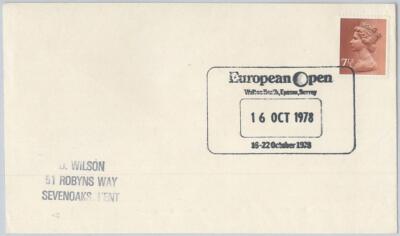 7½
European Open
Walton Heath, Epsom, Surrey
16 OCT 1978
16-22 October 1978
WILSON
51 ROBYNS WAY
SEVENOAKS, KENT